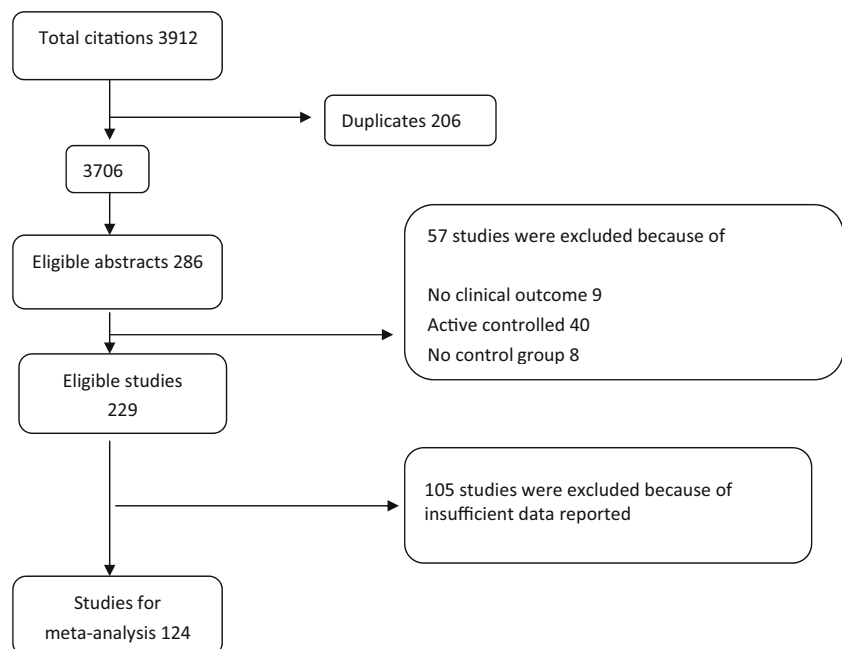 Total citations 3912
Duplicates 206
3706
Eligible abstracts 286
57 studies were excluded because of
No clinical outcome 9
Active controlled 40
No control group 8
Eligible studies
229
105 studies were excluded because of
insufficient data reported
Studies for
meta-analysis 124